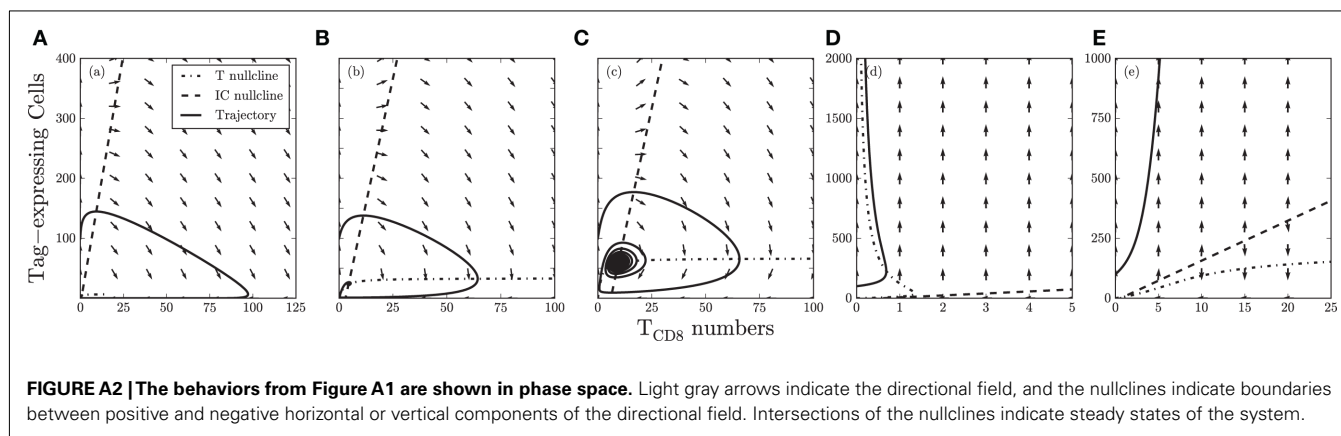 A B C D E
(a) (b) (c) (d) (e)
T nullcline
IC nullcline
Trajectory
Tag−expressing Cells
400
300
200
100
0
0 25 50 75 100 125
0 25 50 75 100
0 25 50 75 100
2000
1500
1000
500
0
0 1 2 3 4 5
1000
750
500
250
0
0 5 10 15 20 25
T_CD8 numbers
FIGURE A2 | The behaviors from Figure A1 are shown in phase space. Light gray arrows indicate the directional field, and the nullclines indicate boundaries
between positive and negative horizontal or vertical components of the directional field. Intersections of the nullclines indicate steady states of the system.